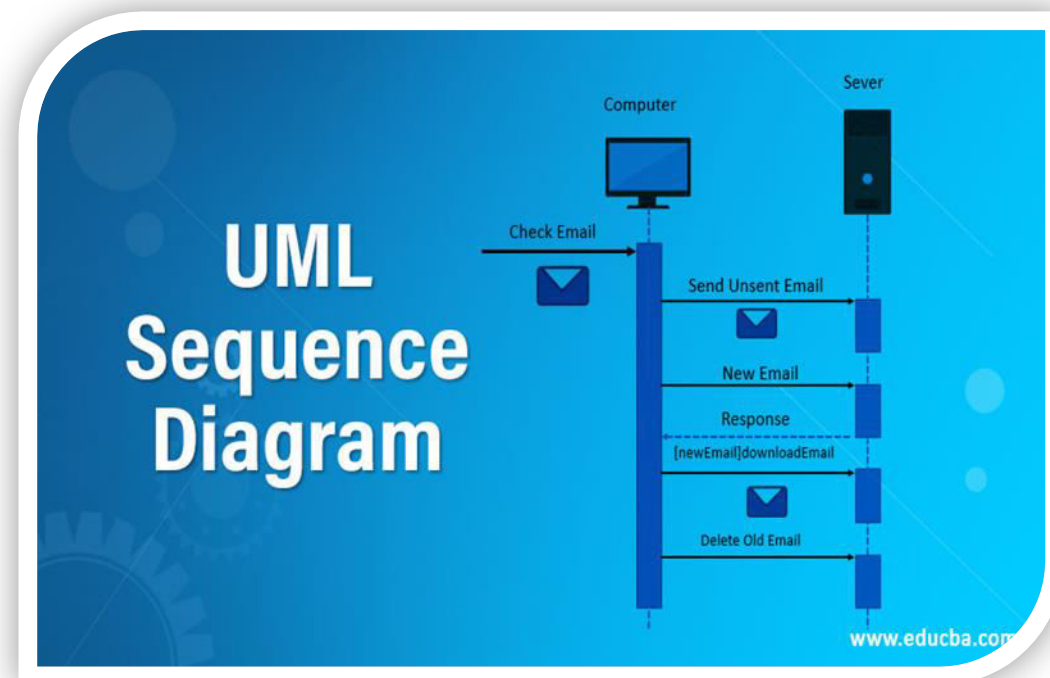 UML
Sequence
Diagram
Computer
Sever
Check Email
Send Unsent Email
New Email
Response
[newEmail]downloadEmail
Delete Old Email
www.educba.com